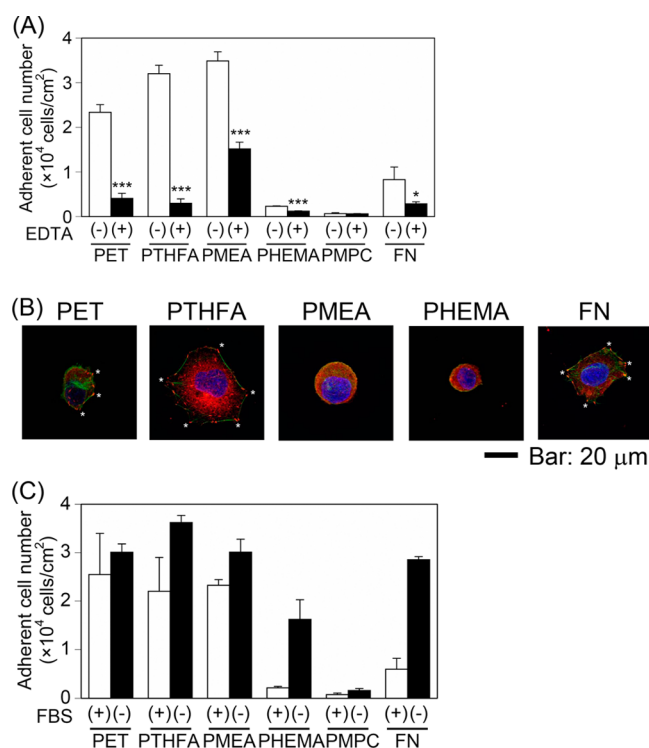 (A)
Adherent cell number
(×10⁴ cells/cm²)
4
3
2
1
0
***
***
***
***
*
EDTA (-) (+) (-) (+) (-) (+) (-) (+) (-) (+) (-) (+)
PET PTHFA PMEA PHEMA PMPC FN
(B)
PET PTHFA PMEA PHEMA FN
* * * *
* * * * *
* * * * *
Bar: 20 μm
(C)
Adherent cell number
(×10⁴ cells/cm²)
4
3
2
1
0
FBS (+) (-) (+) (-) (+) (-) (+) (-) (+) (-) (+) (-)
PET PTHFA PMEA PHEMA PMPC FN